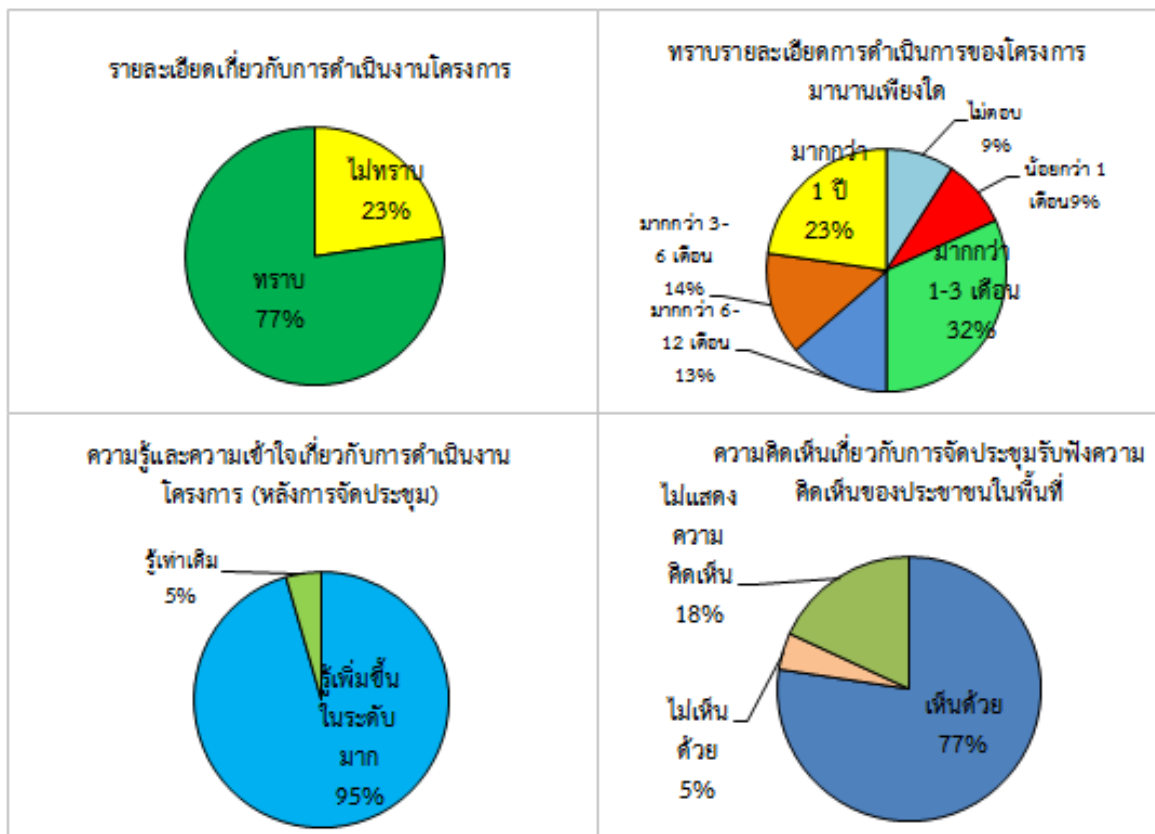 รายละเอียดเกี่ยวกับการดำเนินงานโครงการ
ไม่ทราบ
23%
ทราบ
77%
ทราบรายละเอียดการดำเนินการของโครงการ
มานานเพียงใด
ไม่ตอบ
9%
น้อยกว่า 1
เดือน9%
มากกว่า
1-3 เดือน
32%
มากกว่า 6-
12 เดือน
13%
มากกว่า 3-
6 เดือน
14%
มากกว่า
1 ปี
23%
ความรู้และความเข้าใจเกี่ยวกับการดำเนินงาน
โครงการ (หลังการจัดประชุม)
รู้เท่าเดิม
5%
รู้เพิ่มขึ้น
ในระดับ
มาก
95%
ความคิดเห็นเกี่ยวกับการจัดประชุมรับฟังความ
คิดเห็นของประชาชนในพื้นที่
ไม่แสดง
ความ
คิดเห็น
18%
ไม่เห็น
ด้วย
5%
เห็นด้วย
77%